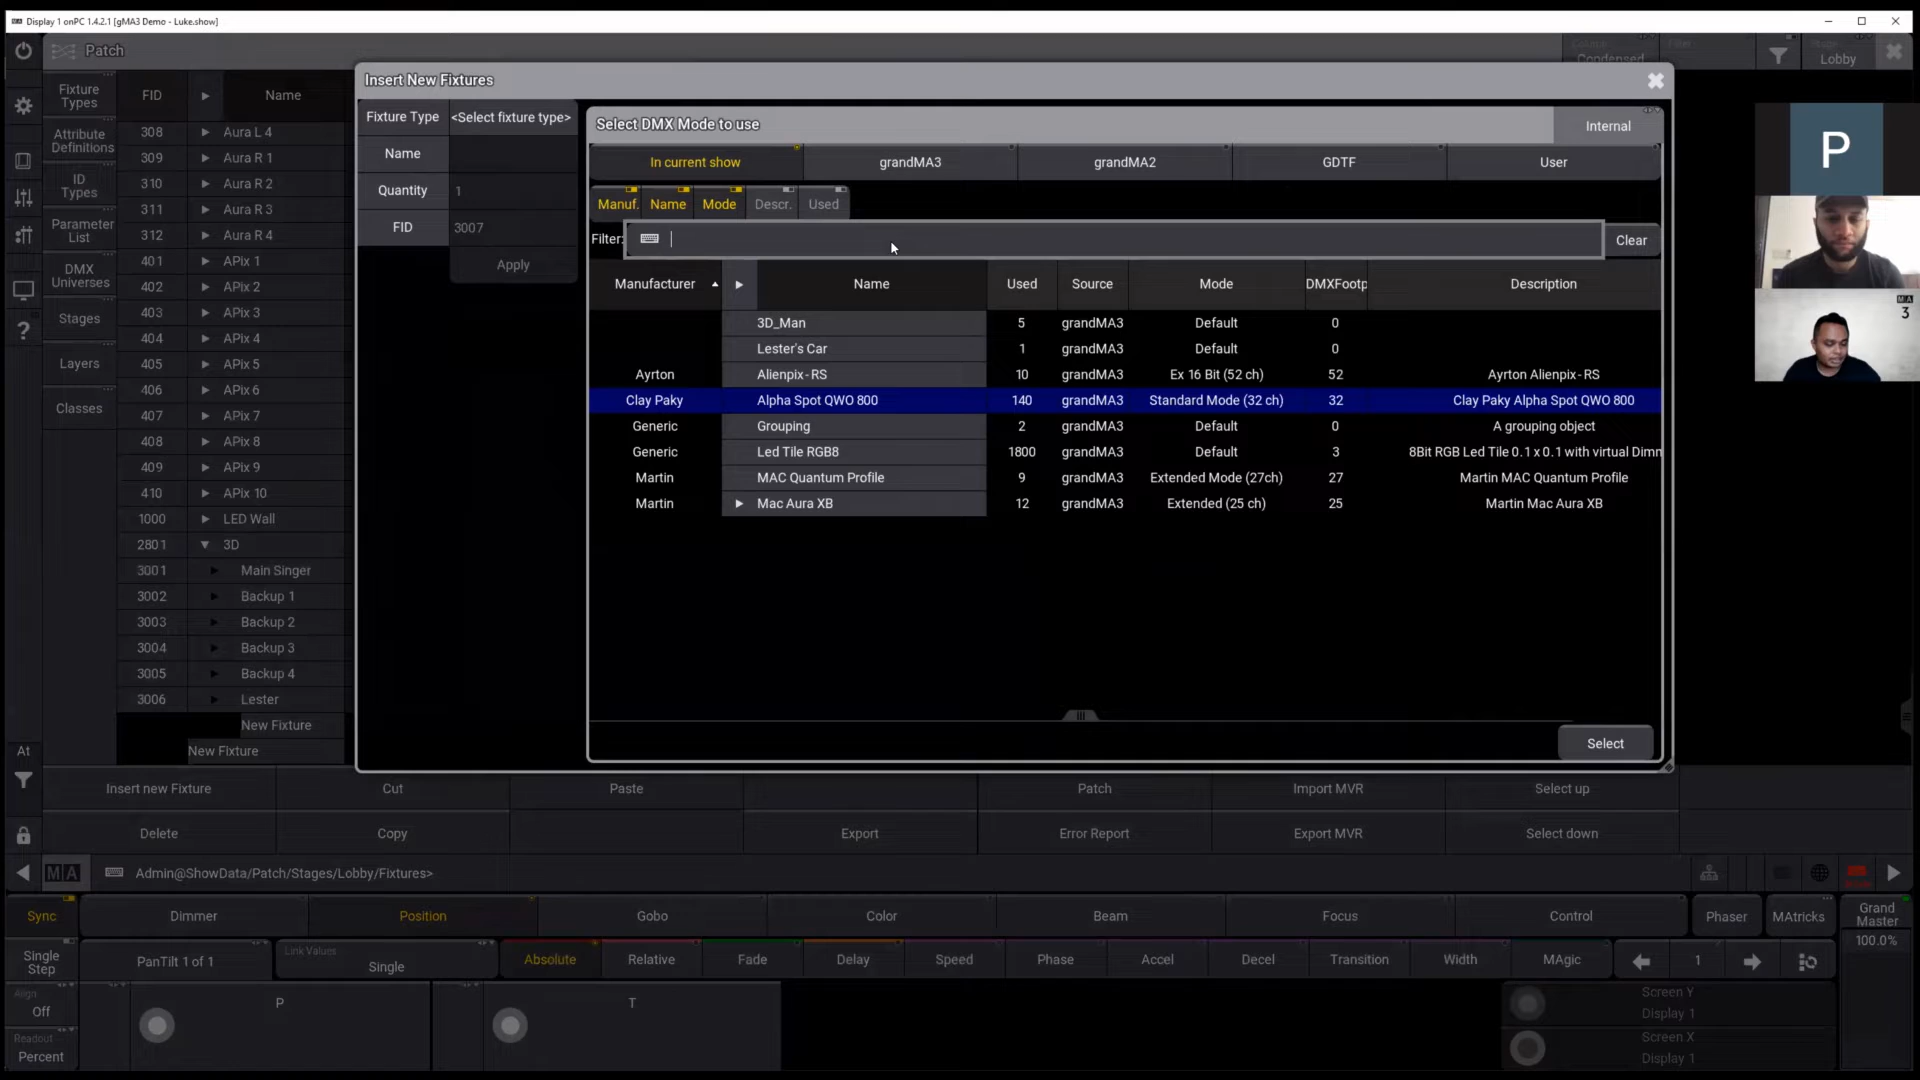 Display 1 onPC 1.4.2.1 [gMA3 Demo - Luke.show]
Patch
Condensed
Lobby
Fixture Types
Attribute Definitions
ID Types
Parameter List
DMX Universes
Stages
Layers
Classes
FID Name
308 Aura L 4
309 Aura R 1
310 Aura R 2
311 Aura R 3
312 Aura R 4
401 APix 1
402 APix 2
403 APix 3
404 APix 4
405 APix 5
406 APix 6
407 APix 7
408 APix 8
409 APix 9
410 APix 10
1000 LED Wall
2801 3D
3001 Main Singer
3002 Backup 1
3003 Backup 2
3004 Backup 3
3005 Backup 4
3006 Lester
New Fixture
New Fixture
Insert New Fixtures
Fixture Type <Select fixture type>
Name
Quantity 1
FID 3007
Apply
Select DMX Mode to use
Internal
In current show grandMA3 grandMA2 GDTF User
Manuf. Name Mode Descr. Used
Filter: Clear
Manufacturer Name Used Source Mode DMXFootp Description
3D_Man 5 grandMA3 Default 0
Lester's Car 1 grandMA3 Default 0
Ayrton Alienpix-RS 10 grandMA3 Ex 16 Bit (52 ch) 52 Ayrton Alienpix-RS
Clay Paky Alpha Spot QWO 800 140 grandMA3 Standard Mode (32 ch) 32 Clay Paky Alpha Spot QWO 800
Generic Grouping 2 grandMA3 Default 0 A grouping object
Generic Led Tile RGB8 1800 grandMA3 Default 3 8Bit RGB Led Tile 0.1 x 0.1 with virtual Dimn
Martin MAC Quantum Profile 9 grandMA3 Extended Mode (27ch) 27 Martin MAC Quantum Profile
Martin Mac Aura XB 12 grandMA3 Extended (25 ch) 25 Martin Mac Aura XB
Select
P
MA
3
At
Insert new Fixture Cut Paste Patch Import MVR Select up
Delete Copy Export Error Report Export MVR Select down
MA Admin@ShowData/Patch/Stages/Lobby/Fixtures>
Sync Dimmer Position Gobo Color Beam Focus Control Phaser MAtricks Grand Master
100.0%
Single Step PanTilt 1 of 1 Link Values Single Absolute Relative Fade Delay Speed Phase Accel Decel Transition Width MAgic 1
Align Off P T Screen Y Display 1
Readout Percent Screen X Display 1